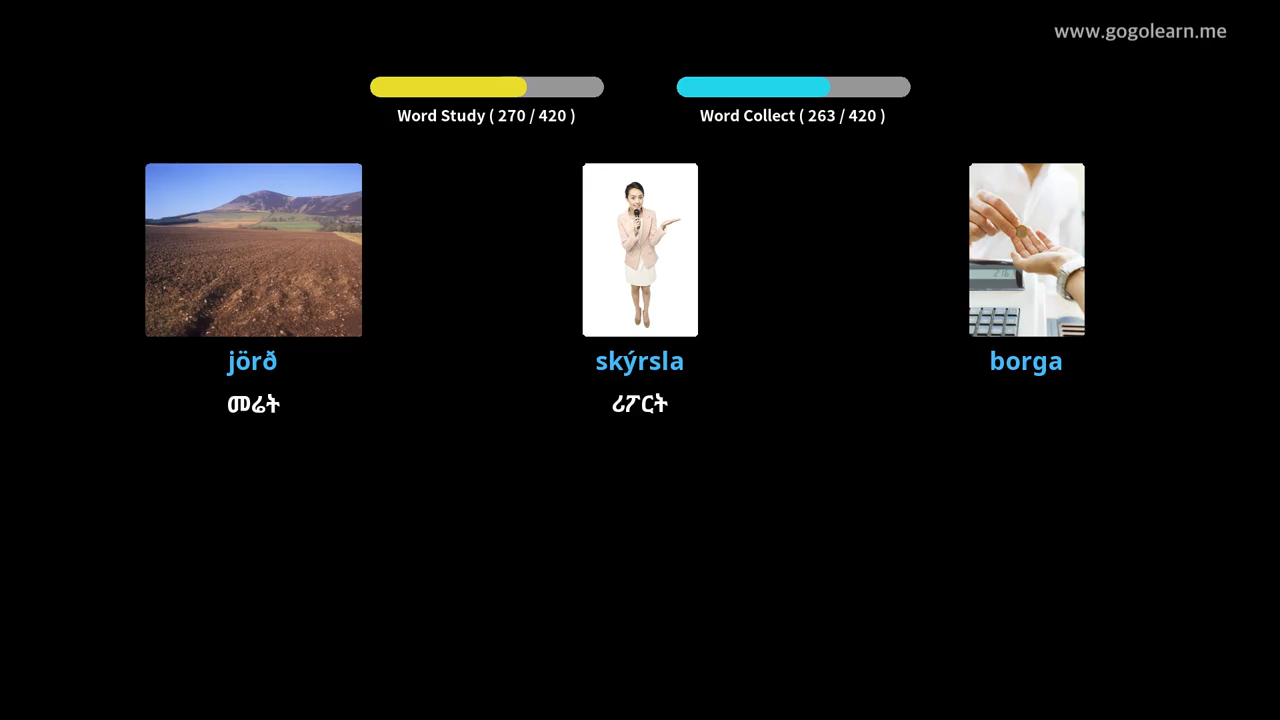 www.gogolearn.me
Word Study ( 270 / 420 )
Word Collect ( 263 / 420 )
jörð
skýrsla
borga
መሬት
ሪፖርት